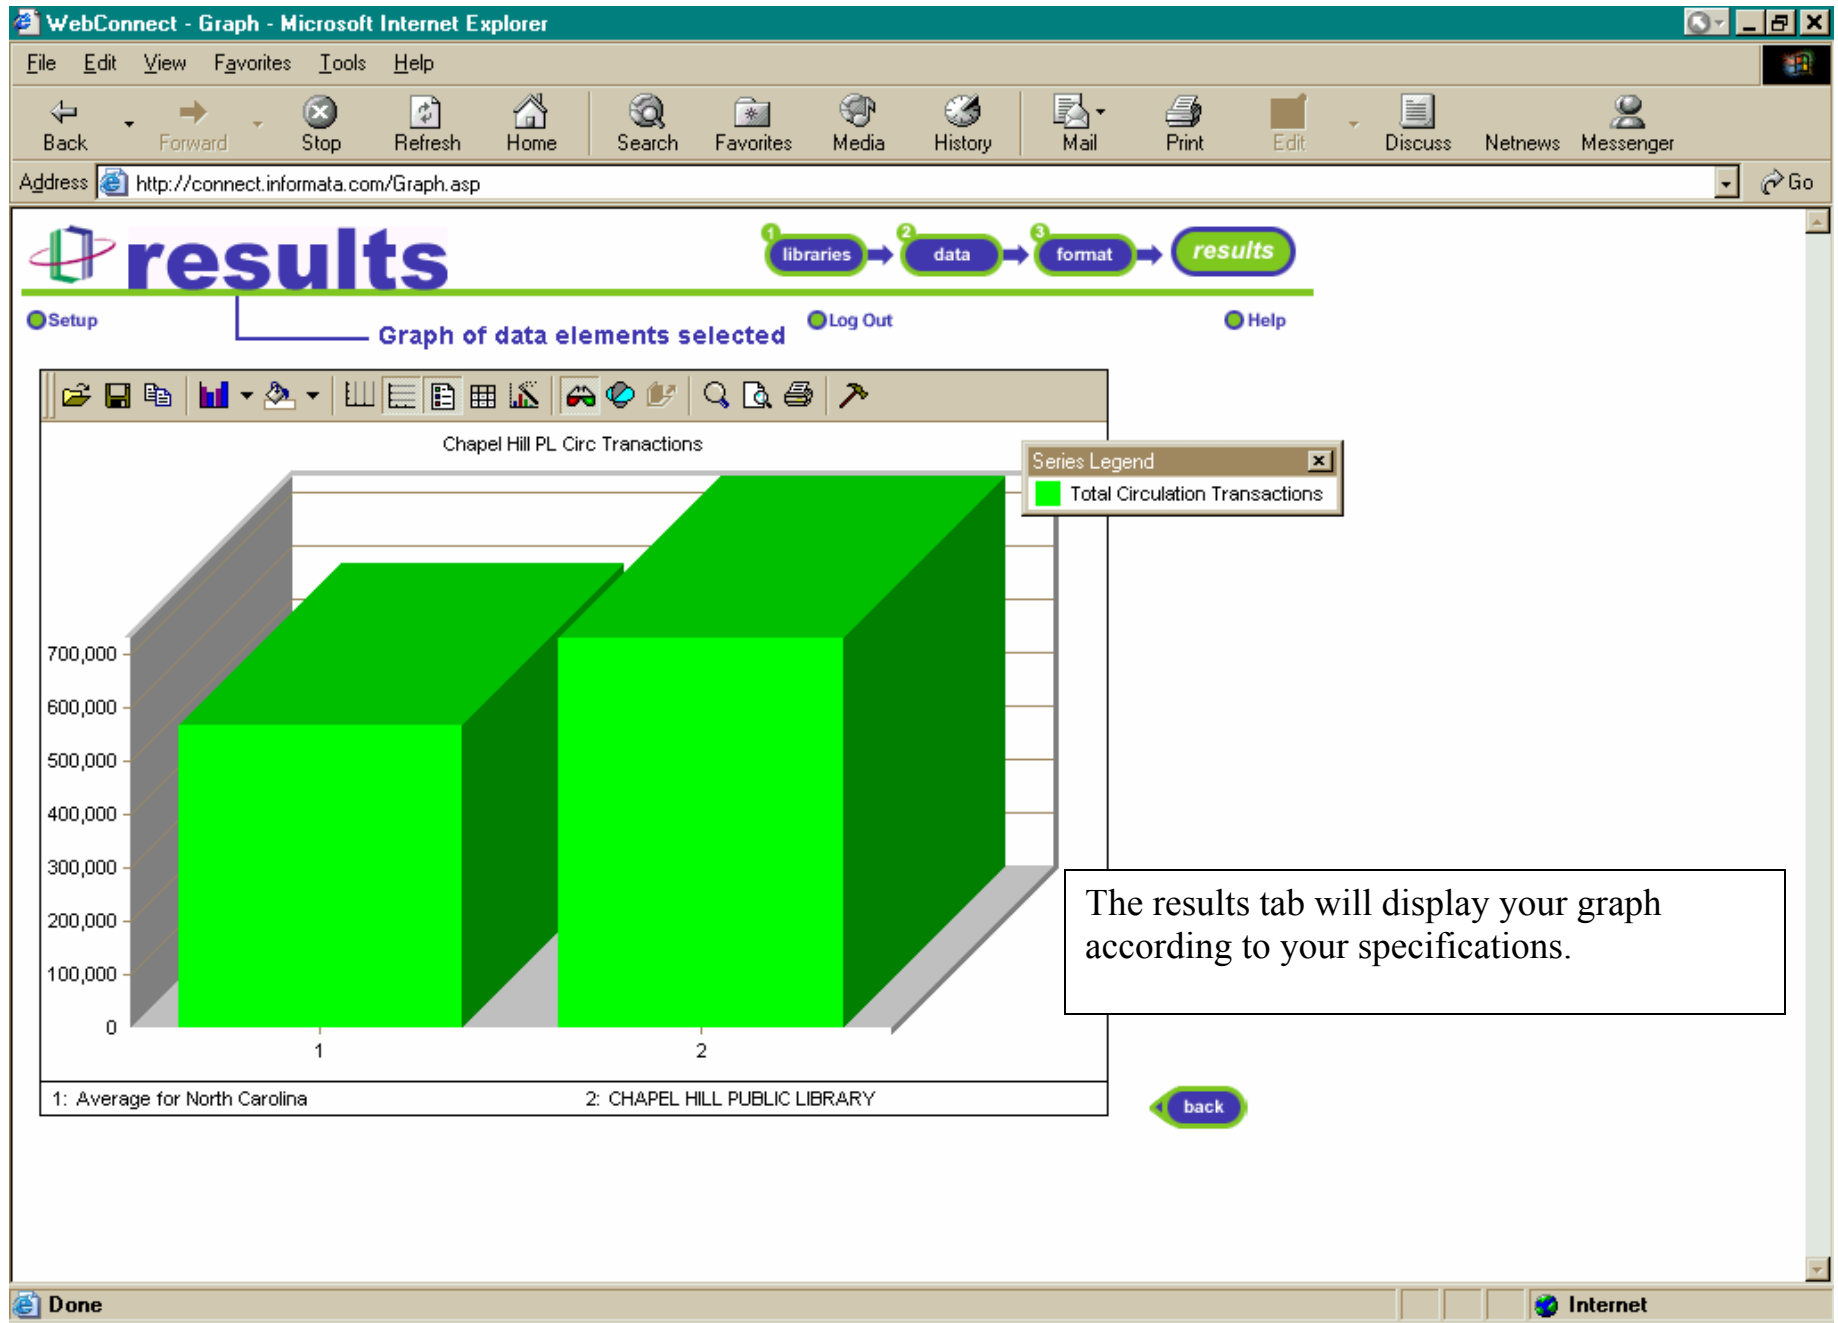 WebConnect - Graph - Microsoft Internet Explorer
File Edit View Favorites Tools Help
Back Forward Stop Refresh Home Search Favorites Media History Mail Print Edit Discuss Netnews Messenger
Address http://connect.informata.com/Graph.asp Go
results
1 libraries 2 data 3 format results
Setup Graph of data elements selected Log Out Help
Chapel Hill PL Circ Tranactions
Series Legend
Total Circulation Transactions
700,000
600,000
500,000
400,000
300,000
200,000
100,000
0
1 2
1: Average for North Carolina 2: CHAPEL HILL PUBLIC LIBRARY
The results tab will display your graph
according to your specifications.
back
Done Internet